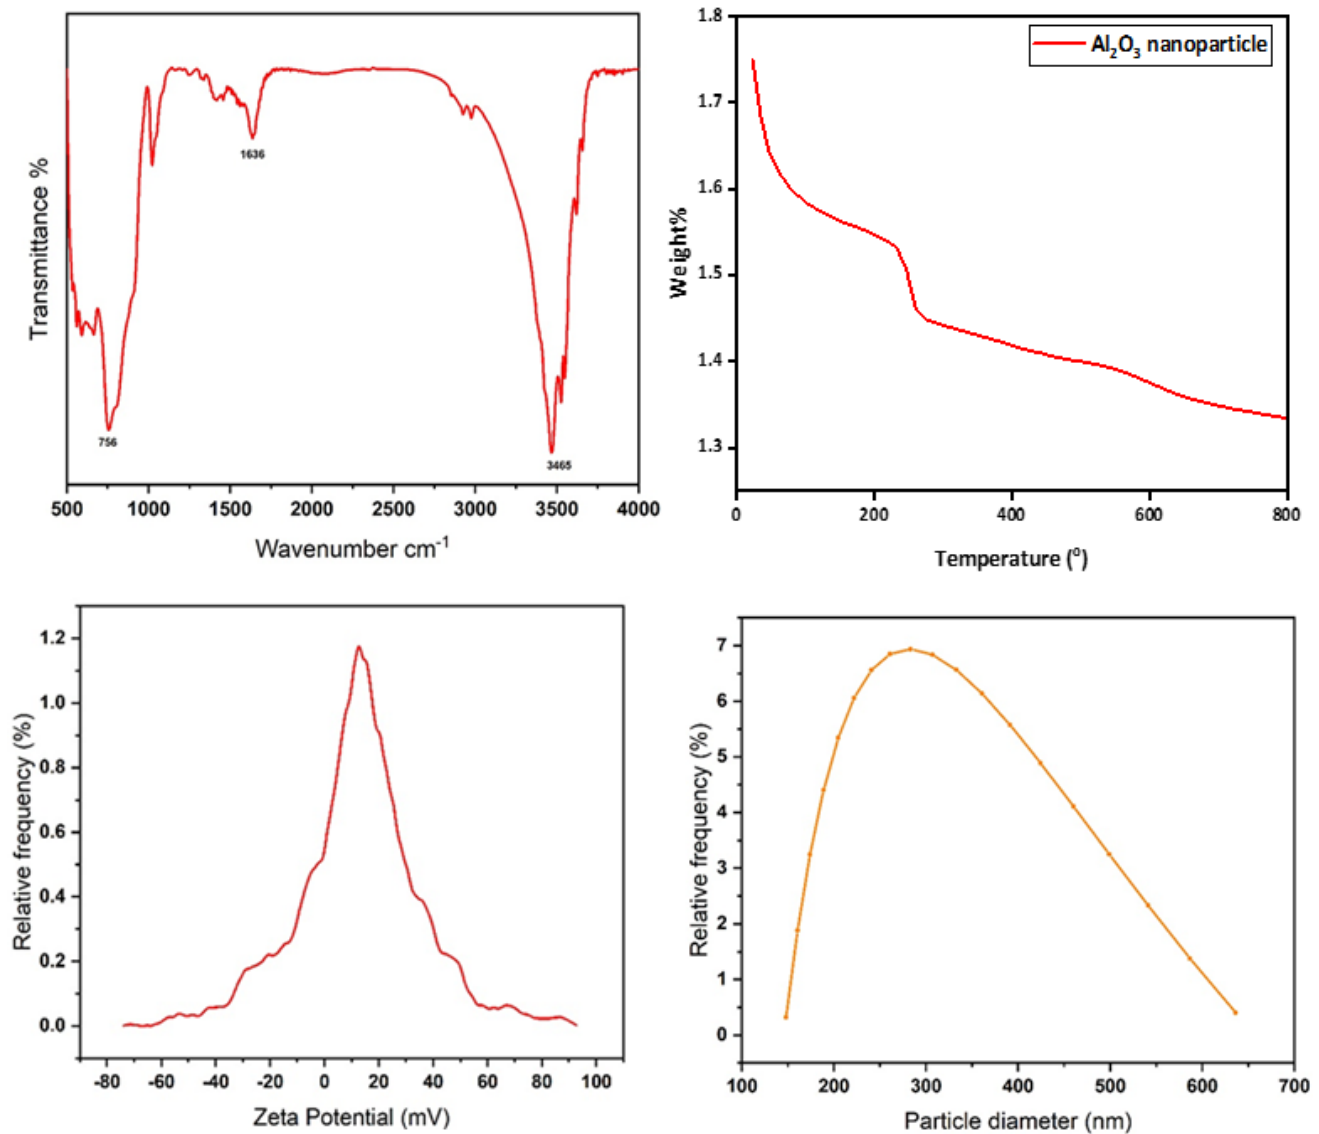 Transmittance %
1636
756
3465
500 1000 1500 2000 2500 3000 3500 4000
Wavenumber cm⁻¹
1.8
1.7
1.6
1.5
1.4
1.3
Weight%
Al₂O₃ nanoparticle
0 200 400 600 800
Temperature (°)
1.2
1.0
0.8
0.6
0.4
0.2
0.0
Relative frequency (%)
-80 -60 -40 -20 0 20 40 60 80 100
Zeta Potential (mV)
7
6
5
4
3
2
1
0
Relative frequency (%)
100 200 300 400 500 600 700
Particle diameter (nm)